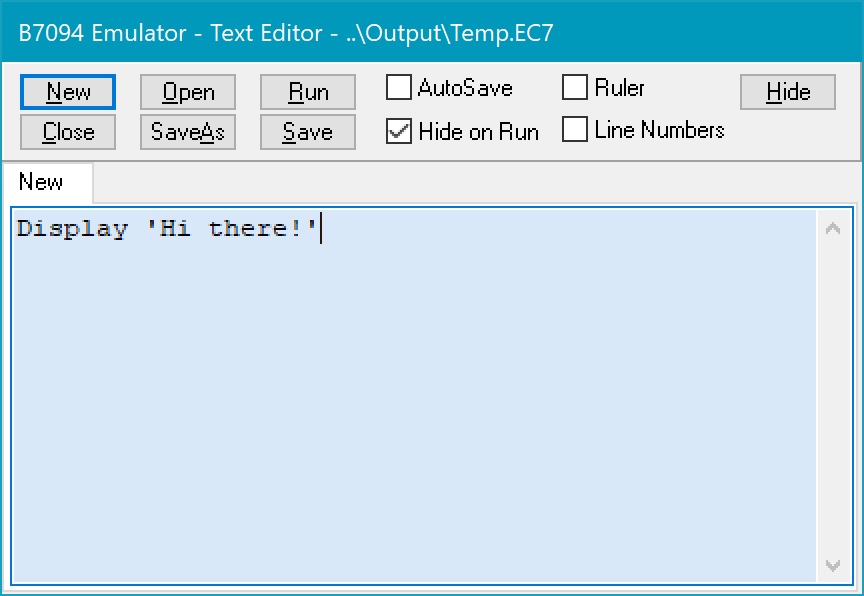 B7094 Emulator - Text Editor - ..\Output\Temp.EC7
New Open Run AutoSave Ruler Hide
Close SaveAs Save Hide on Run Line Numbers
New
Display 'Hi there!'